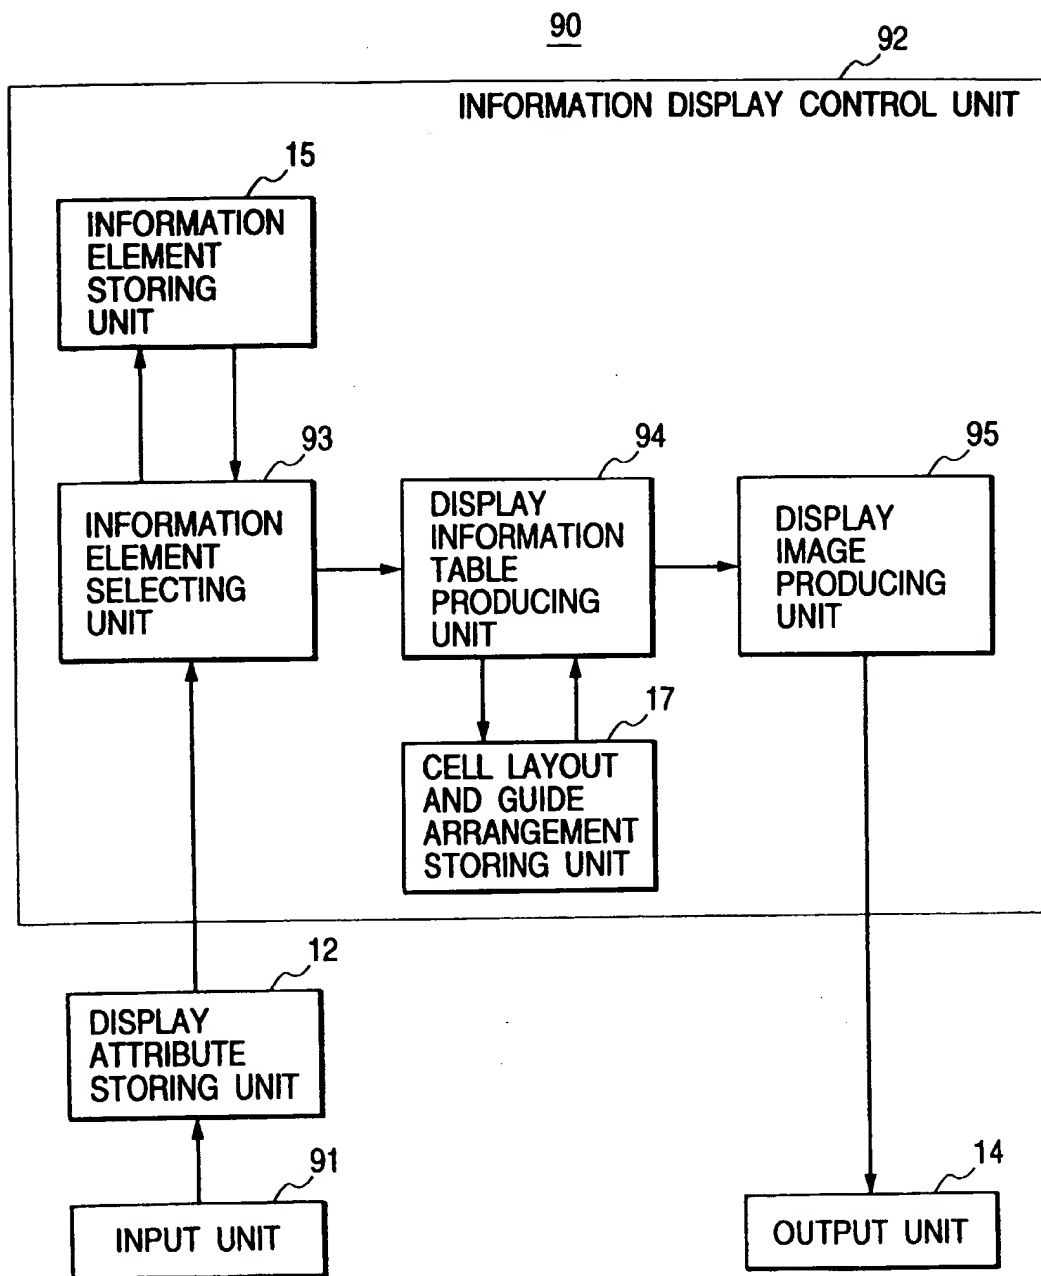 90
92
INFORMATION DISPLAY CONTROL UNIT
15
INFORMATION
ELEMENT
STORING
UNIT
93
INFORMATION
ELEMENT
SELECTING
UNIT
94
DISPLAY
INFORMATION
TABLE
PRODUCING
UNIT
95
DISPLAY
IMAGE
PRODUCING
UNIT
17
CELL LAYOUT
AND GUIDE
ARRANGEMENT
STORING UNIT
12
DISPLAY
ATTRIBUTE
STORING UNIT
91
INPUT UNIT
14
OUTPUT UNIT